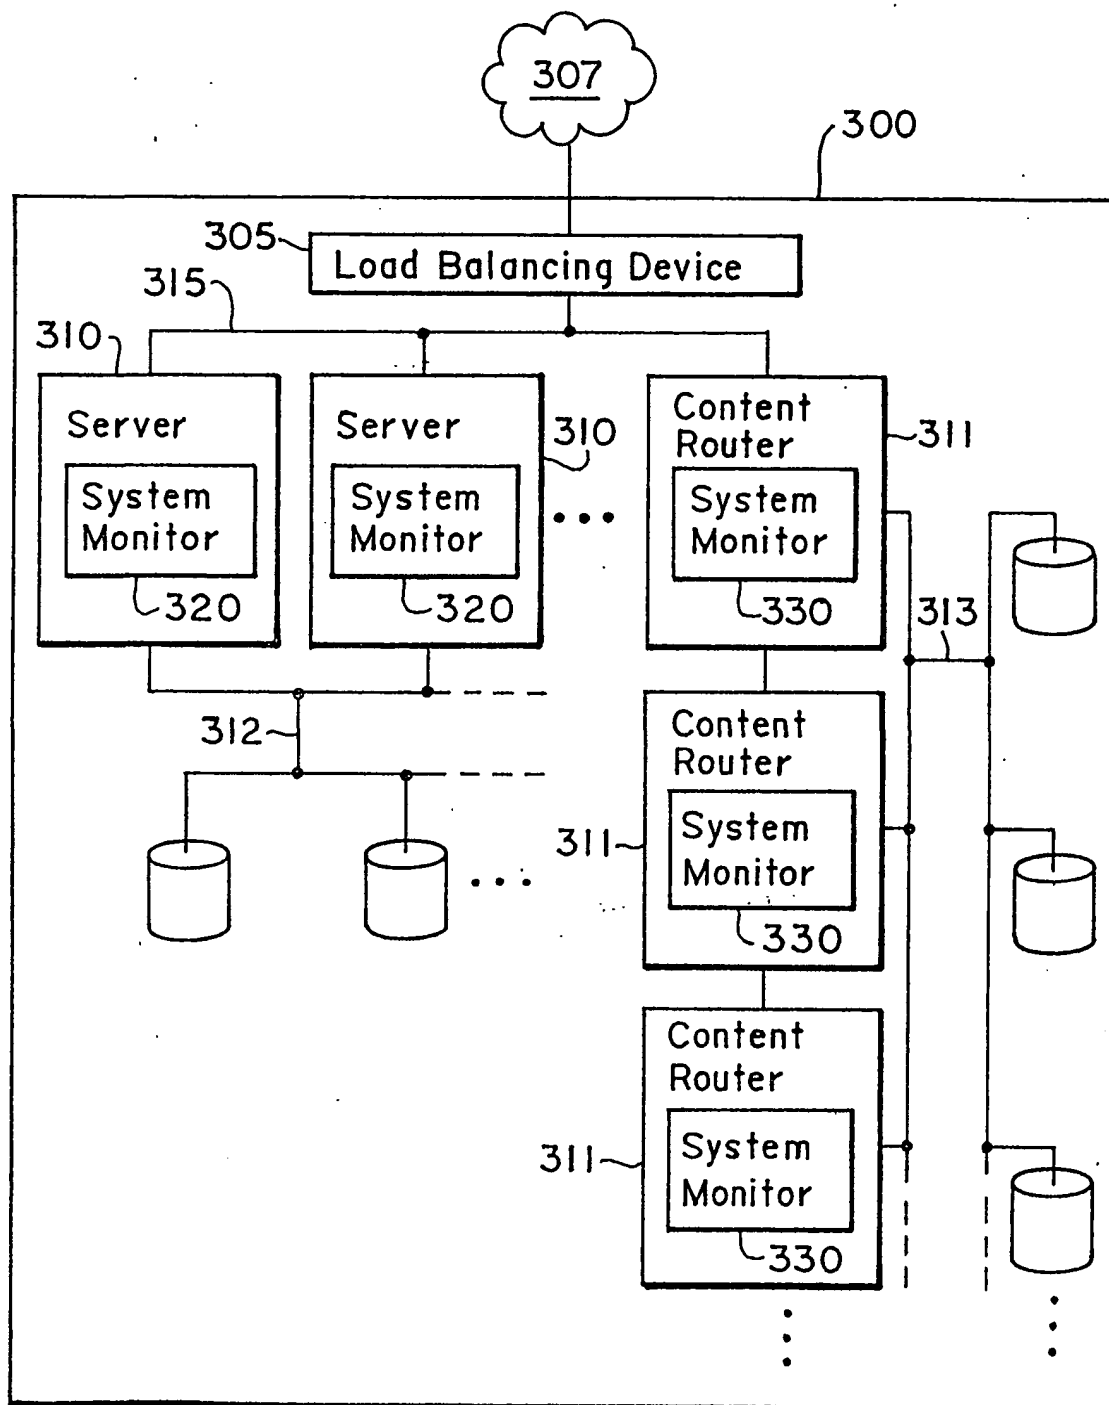 307
300
305
Load Balancing Device
315
310
Server
System
Monitor
320
Server
System
Monitor
320
310
Content
Router
System
Monitor
330
311
313
312
Content
Router
System
Monitor
330
311
Content
Router
System
Monitor
330
311